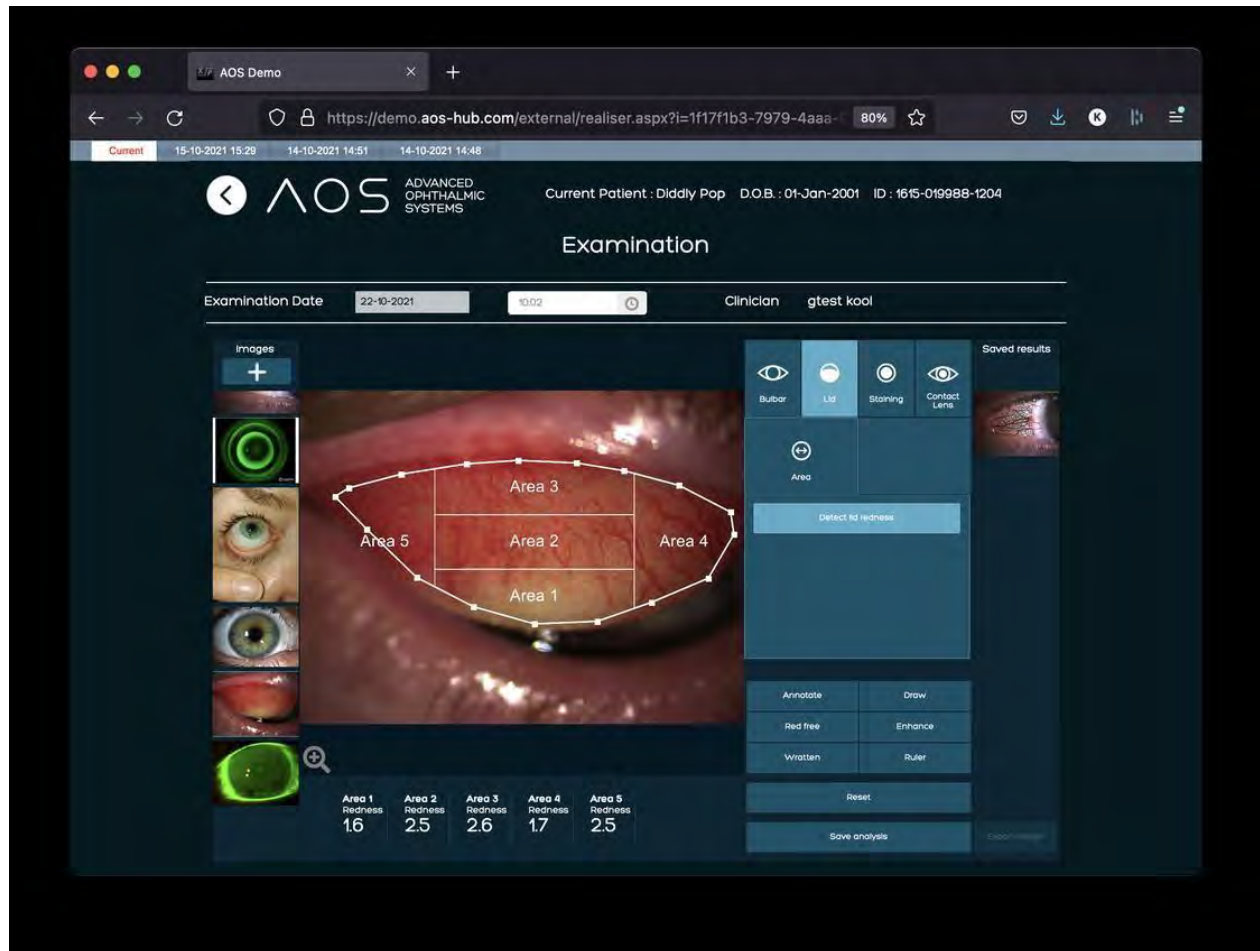 AOS Demo
https://demo.aos-hub.com/external/realiser.aspx?i=1f17f1b3-7979-4aaa-
80%
K
Current 15-10-2021 15:29 14-10-2021 14:51 14-10-2021 14:48
AOS
ADVANCED
OPHTHALMIC
SYSTEMS
Current Patient : Diddly Pop D.O.B. : 01-Jan-2001 ID : 1615-019988-1204
Examination
Examination Date 22-10-2021 10:02 Clinician gtest kool
Images
Bulbar
Lid
Staining
Contact
Lens
Saved results
Area
Detect lid redness
Area 3
Area 5
Area 2
Area 4
Area 1
Annotate
Draw
Red free
Enhance
Wratten
Ruler
Reset
Save analysis
Area 1
Redness
1.6
Area 2
Redness
2.5
Area 3
Redness
2.6
Area 4
Redness
1.7
Area 5
Redness
2.5